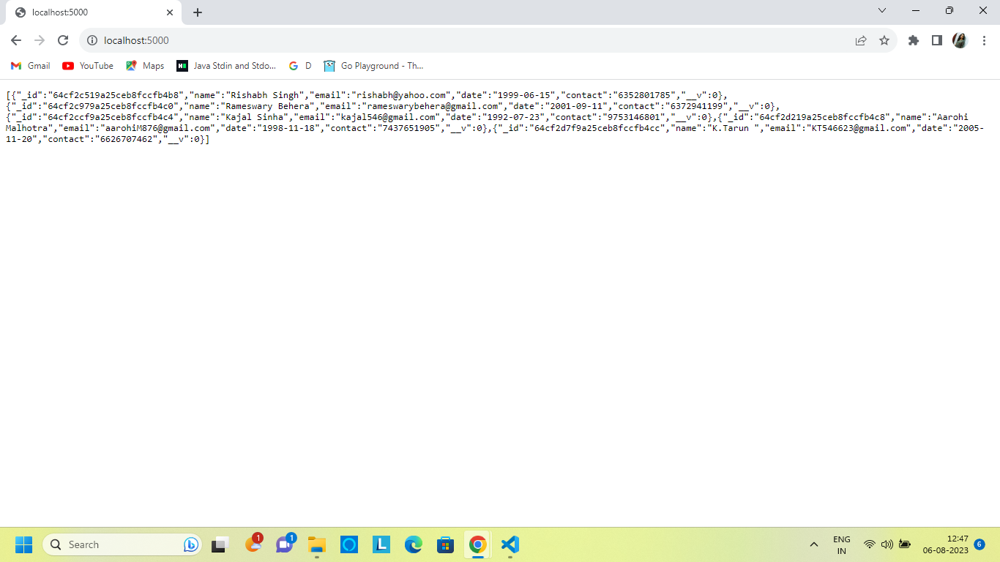 localhost:5000
localhost:5000
Gmail YouTube Maps Java Stdin and Stdo... D Go Playground - Th...
[{"_id":"64cf2c519a25ceb8fccfb4b8","name":"Rishabh Singh","email":"rishabh@yahoo.com","date":"1999-06-15","contact":"6352801785","__v":0},
{"_id":"64cf2c979a25ceb8fccfb4c0","name":"Rameswary Behera","email":"rameswarybehera@gmail.com","date":"2001-09-11","contact":"6372941199","__v":0},
{"_id":"64cf2ccf9a25ceb8fccfb4c4","name":"Kajal Sinha","email":"kajal546@gmail.com","date":"1992-07-23","contact":"9753146801","__v":0},{"_id":"64cf2d219a25ceb8fccfb4c8","name":"Aarohi
Malhotra","email":"aarohiM876@gmail.com","date":"1998-11-18","contact":"7437651905","__v":0},{"_id":"64cf2d7f9a25ceb8fccfb4cc","name":"K.Tarun ","email":"KT546623@gmail.com","date":"2005-
11-20","contact":"6626707462","__v":0}]
Search 1 1 L ENG 12:47
IN 06-08-2023 6